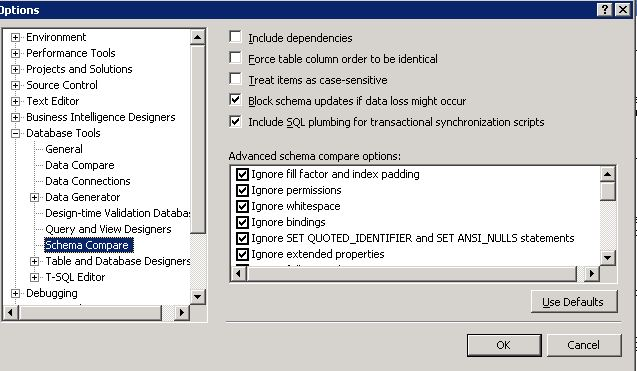 Options
Environment
Performance Tools
Projects and Solutions
Source Control
Text Editor
Business Intelligence Designers
Database Tools
General
Data Compare
Data Connections
Data Generator
Design-time Validation Databas
Query and View Designers
Schema Compare
Table and Database Designers
T-SQL Editor
Debugging
Include dependencies
Force table column order to be identical
Treat items as case-sensitive
Block schema updates if data loss might occur
Include SQL plumbing for transactional synchronization scripts
Advanced schema compare options:
Ignore fill factor and index padding
Ignore permissions
Ignore whitespace
Ignore bindings
Ignore SET QUOTED_IDENTIFIER and SET ANSI_NULLS statements
Ignore extended properties
Use Defaults
OK
Cancel